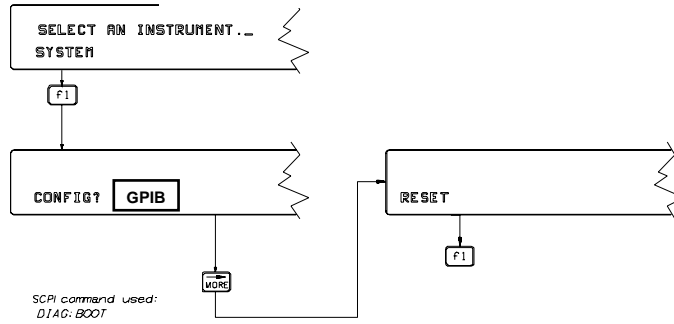 SELECT AN INSTRUMENT._
SYSTEM
f1
CONFIG? GPIB
RESET
f1
MORE
SCPI command used:
DIAG:BOOT